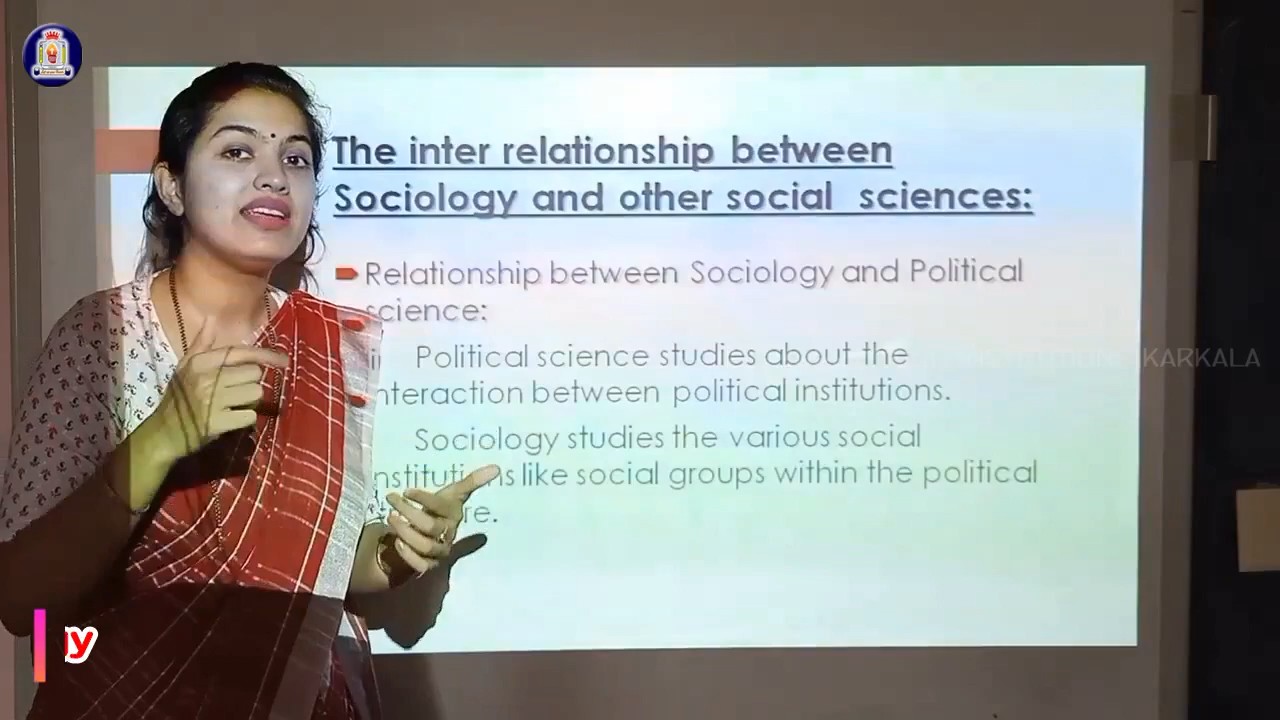 The inter relationship between
Sociology and other social sciences:
Relationship between Sociology and Political
science:
Political science studies about the
interaction between political institutions.
KARKALA
Sociology studies the various social
institutions like social groups within the political